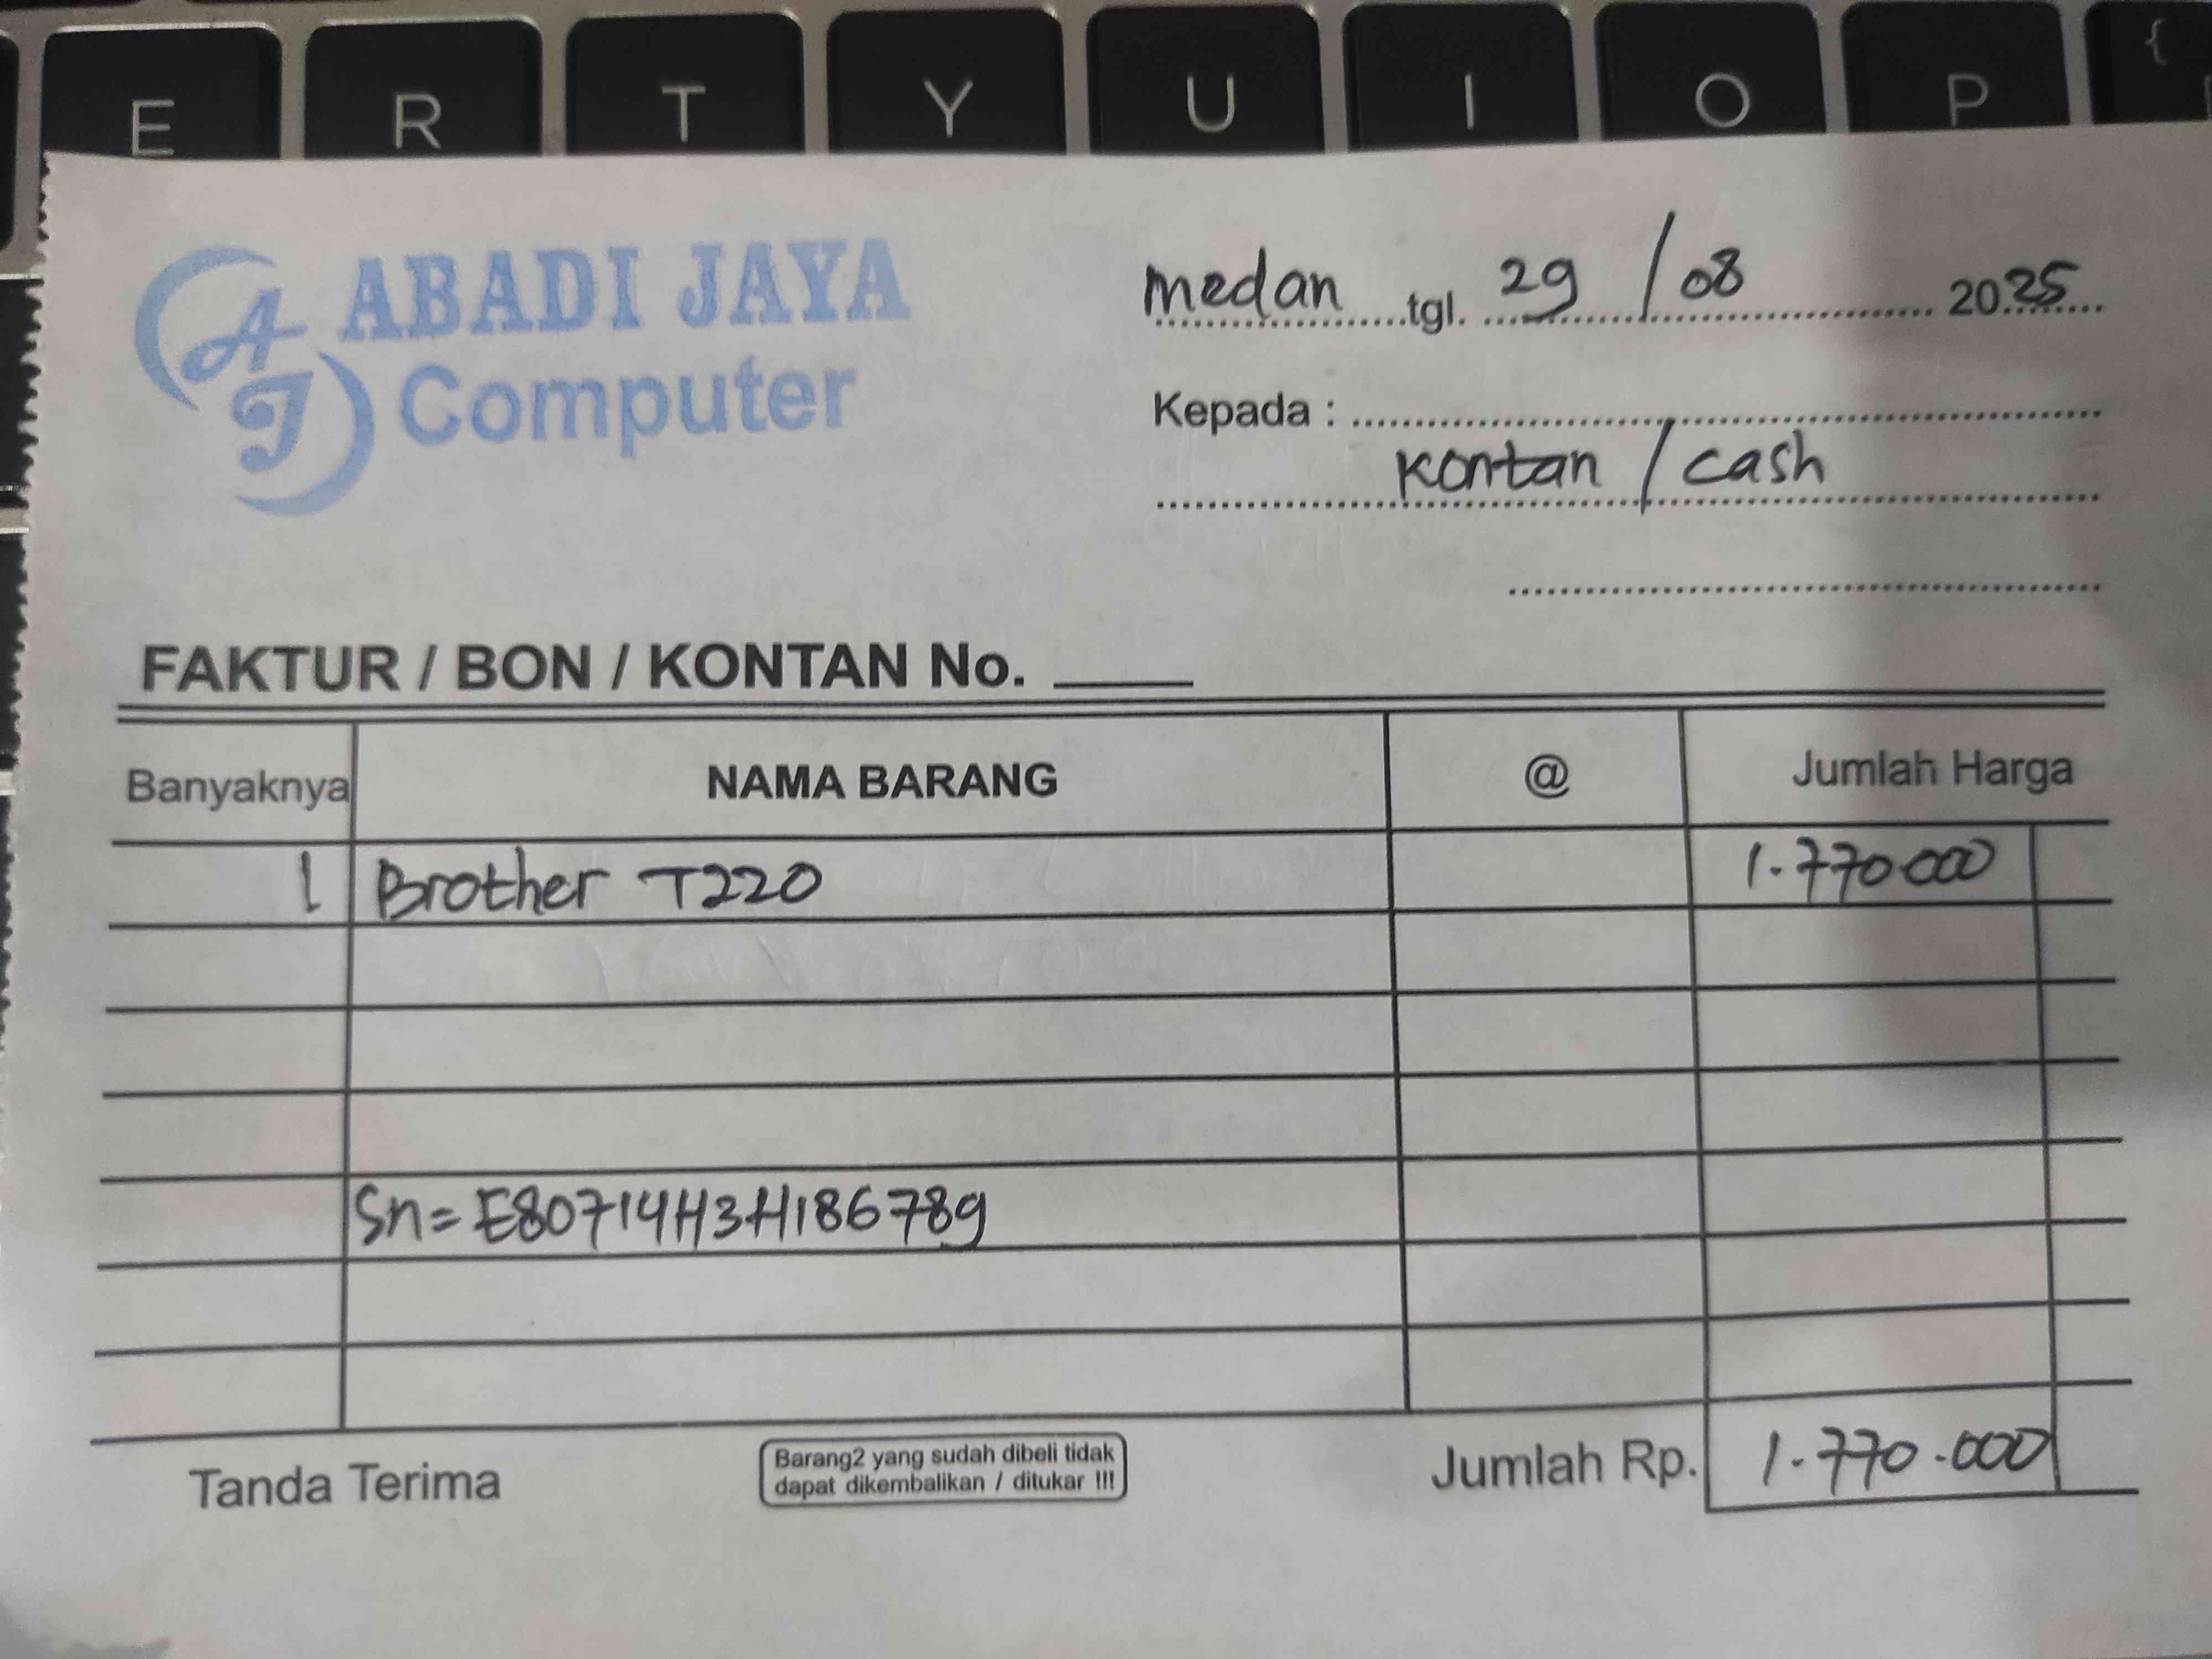 E R T Y U I O P {
AJ
ABADI JAYA
Computer
medan tgl. 29 / 08 2025
Kepada :
Kontan / cash
FAKTUR / BON / KONTAN No.
Banyaknya NAMA BARANG @ Jumlah Harga
1 Brother T220 1.770000
Sn= E80714H3H186789
Tanda Terima
Barang2 yang sudah dibeli tidak
dapat dikembalikan / ditukar !!!
Jumlah Rp. 1.770.000